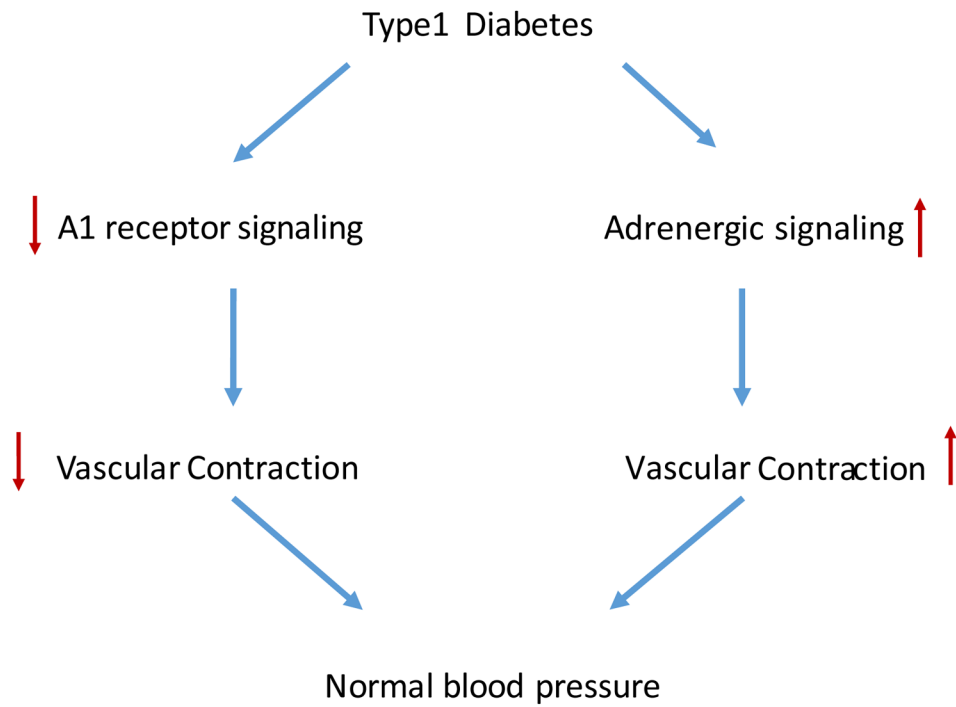 Type1 Diabetes
A1 receptor signaling
Adrenergic signaling
Vascular Contraction
Vascular Contraction
Normal blood pressure